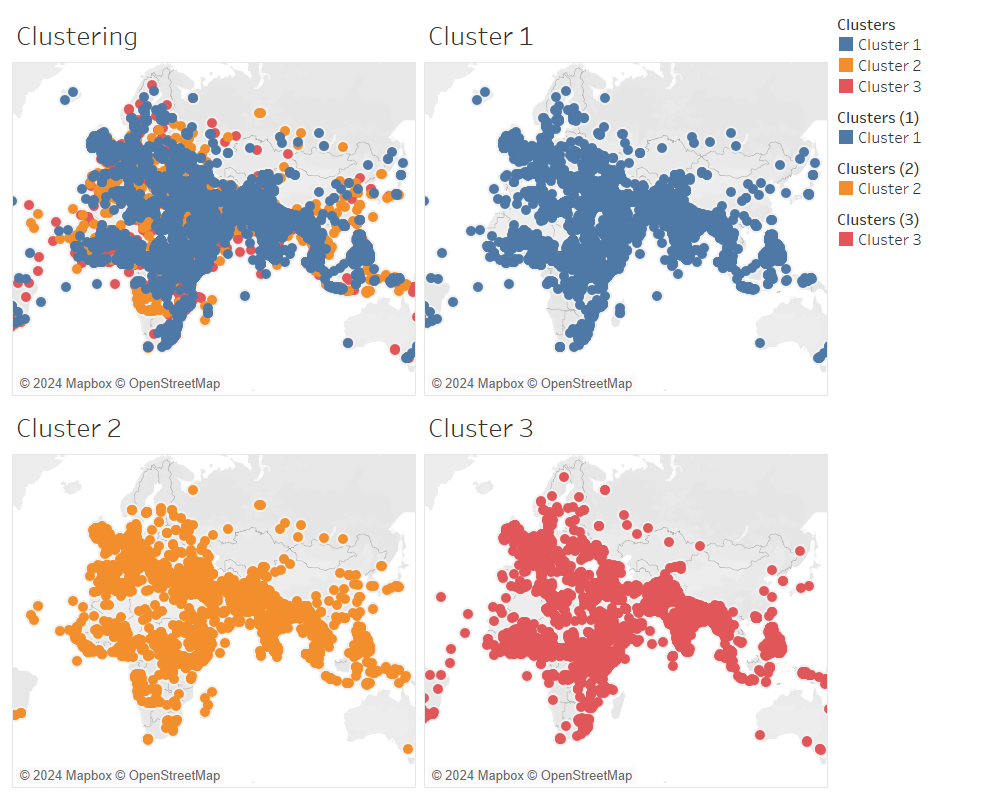 Clustering
Cluster 1
© 2024 Mapbox © OpenStreetMap
© 2024 Mapbox © OpenStreetMap
Cluster 2
Cluster 3
© 2024 Mapbox © OpenStreetMap
© 2024 Mapbox © OpenStreetMap
Clusters
Cluster 1
Cluster 2
Cluster 3
Clusters (1)
Cluster 1
Clusters (2)
Cluster 2
Clusters (3)
Cluster 3